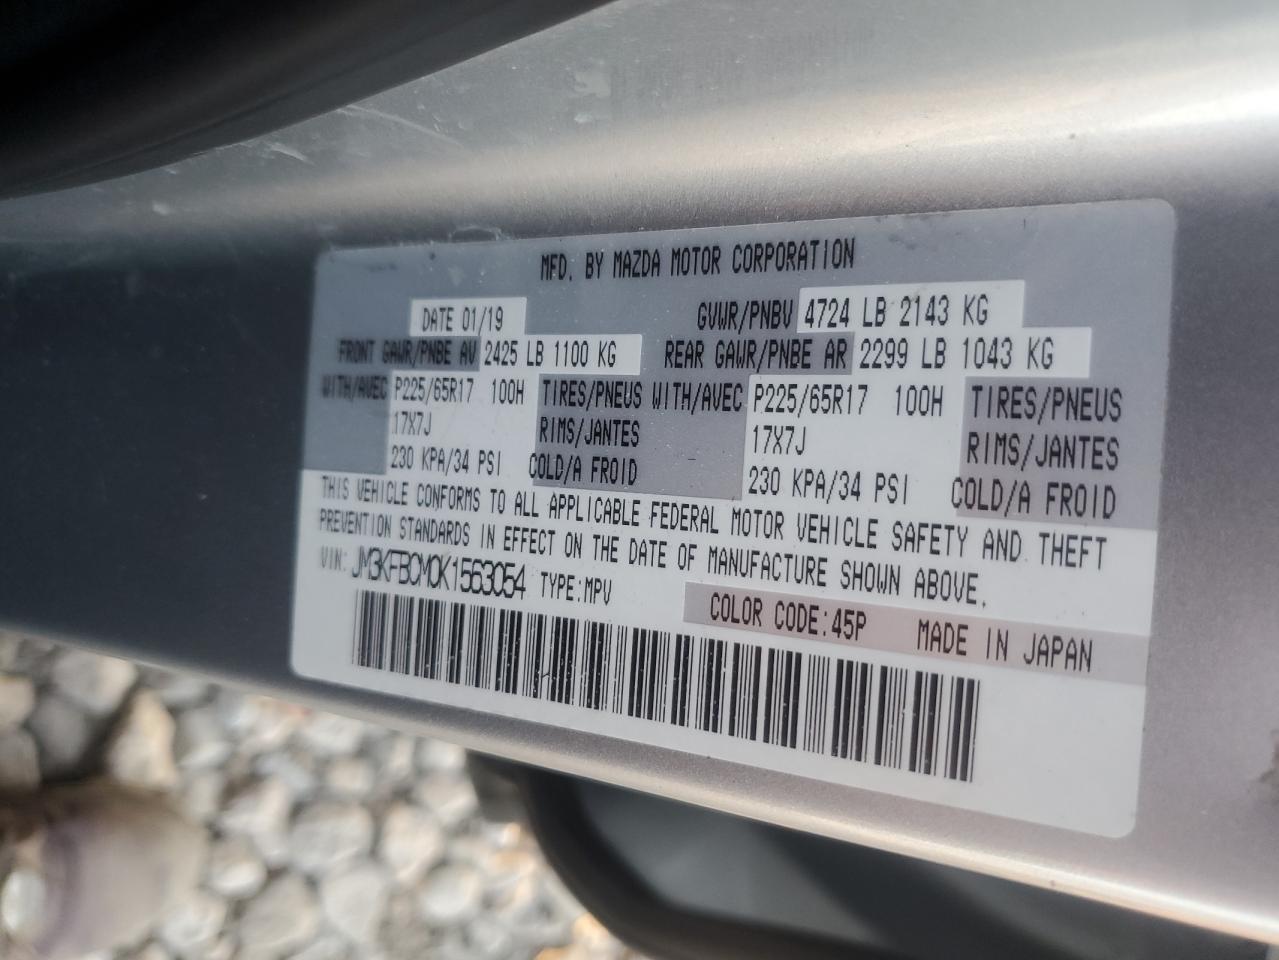 MFD. BY MAZDA MOTOR CORPORATION
DATE 01/19 GVWR/PNBV 4724 LB 2143 KG
FRONT GAWR/PNBE AV 2425 LB 1100 KG REAR GAWR/PNBE AR 2299 LB 1043 KG
WITH/AVEC P225/65R17 100H TIRES/PNEUS WITH/AVEC P225/65R17 100H TIRES/PNEUS
17X7J RIMS/JANTES 17X7J RIMS/JANTES
230 KPA/34 PSI COLD/A FROID 230 KPA/34 PSI COLD/A FROID
THIS VEHICLE CONFORMS TO ALL APPLICABLE FEDERAL MOTOR VEHICLE SAFETY AND THEFT
PREVENTION STANDARDS IN EFFECT ON THE DATE OF MANUFACTURE SHOWN ABOVE.
VIN: JM3KFBCM0K1563054 TYPE:MPV
COLOR CODE:45P MADE IN JAPAN